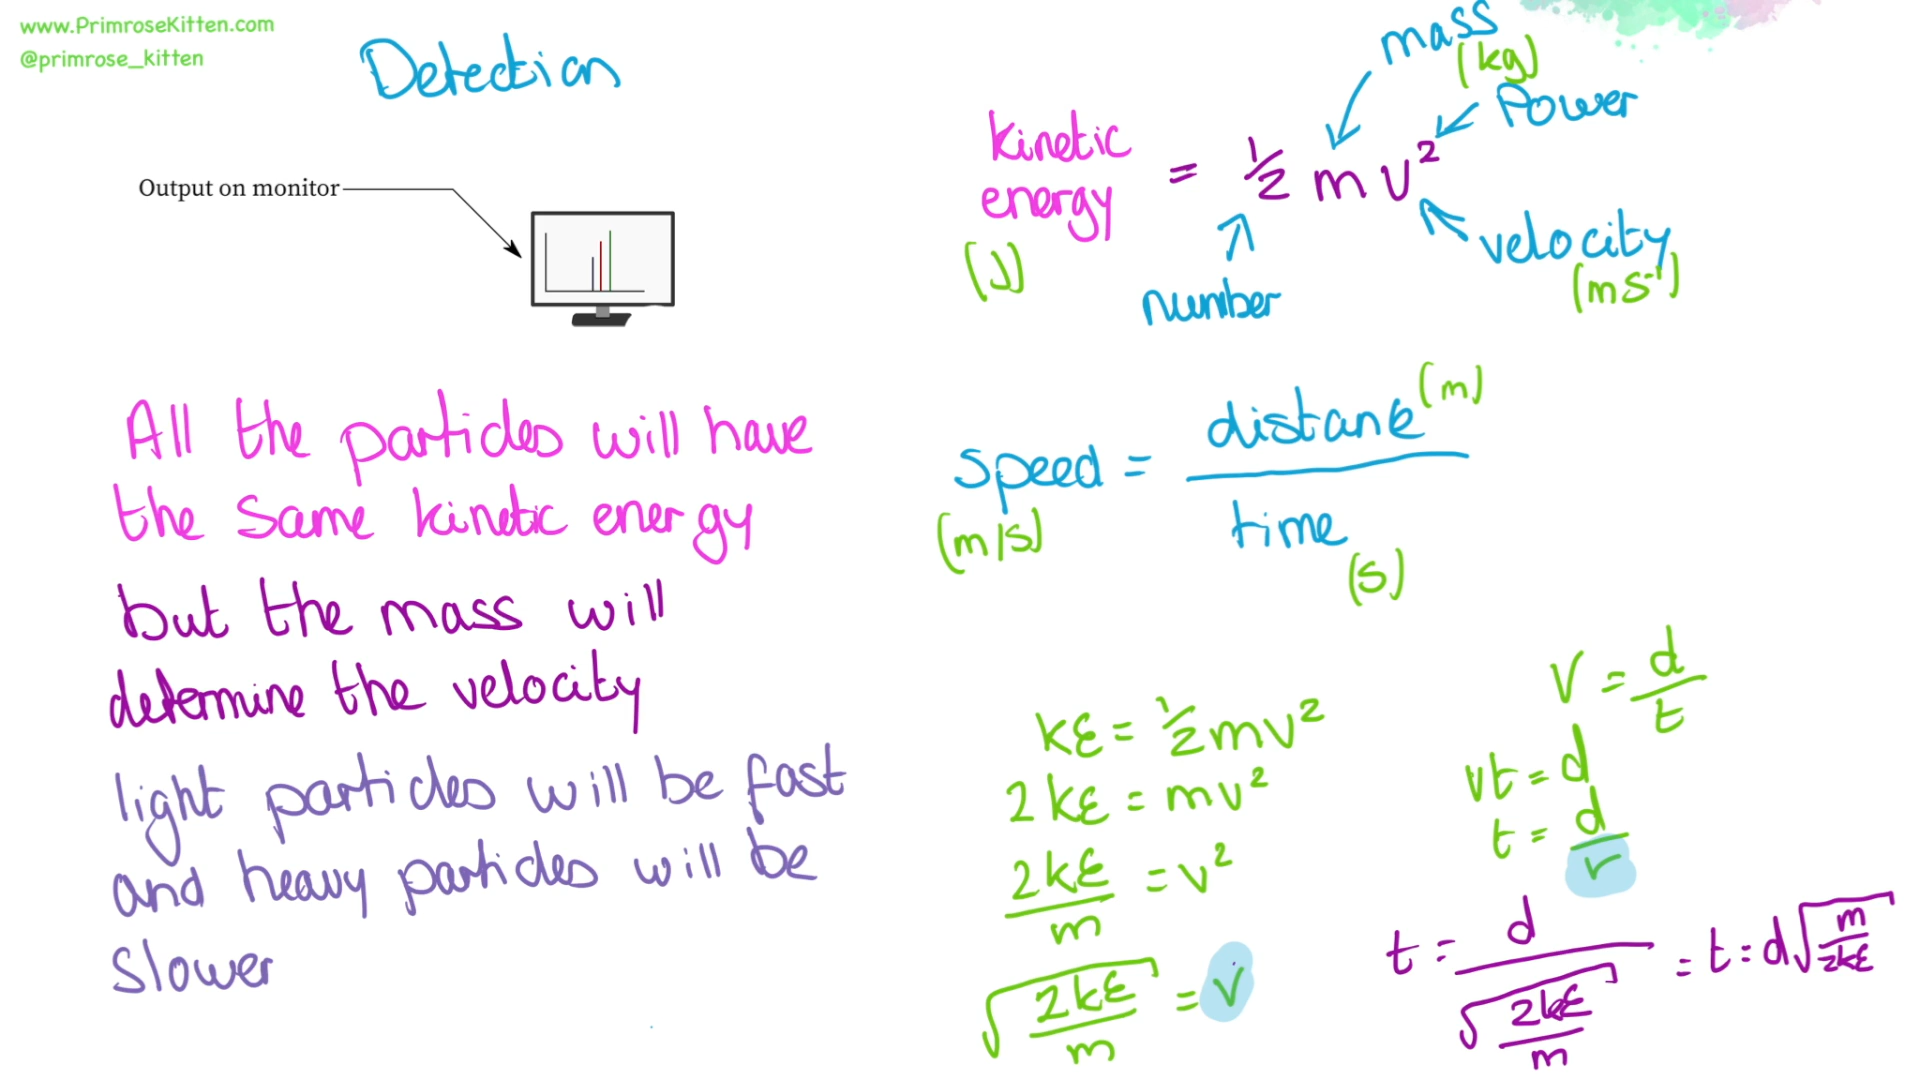 www.PrimroseKitten.com
@primrose_kitten
Detection
Output on monitor
All the particles will have
the same kinetic energy
but the mass will
determine the velocity
light particles will be fast
and heavy particles will be
slower
mass
(kg)
Power
kinetic
energy
= ½ m v²
(J)
number
velocity
(ms⁻¹)
speed = distance (m)
time
(m/s)
(s)
kE = ½mv²
2kE = mv²
2kE/m = v²
√(2kE/m) = v
v = d/t
vt = d
t = d/v
t = d/√(2kE/m) = t = d√(m/2kE)